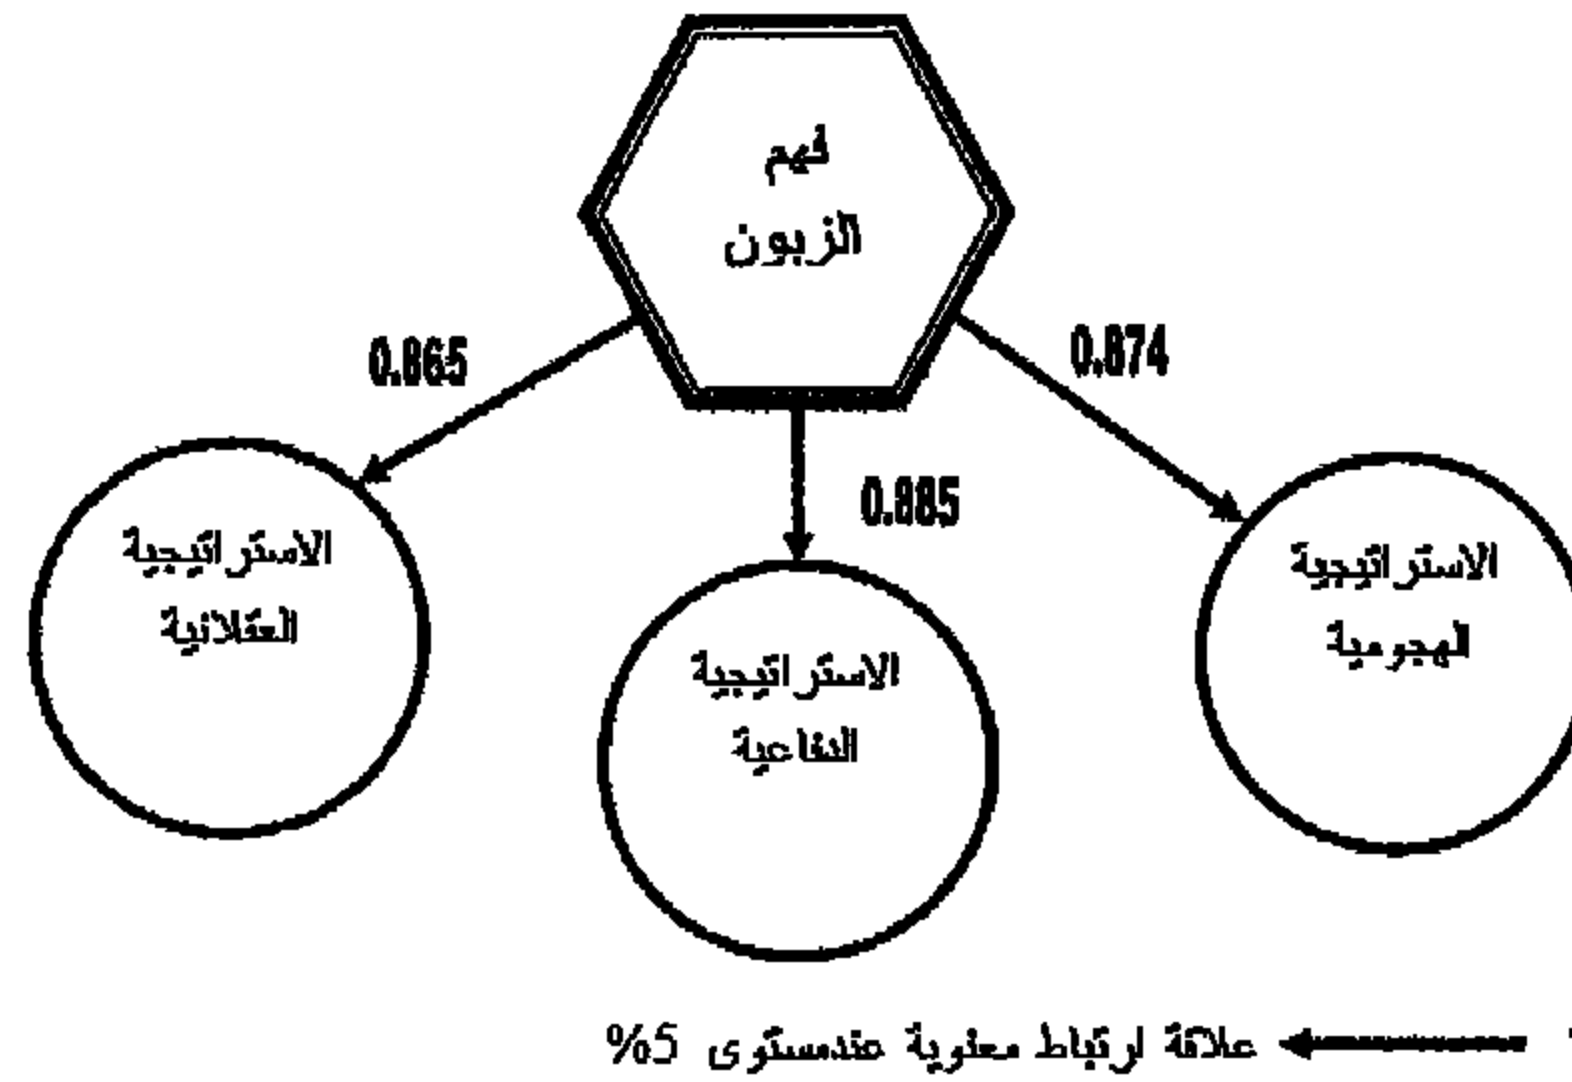 فهم
الزبون
0.874
0.865
0.885
الاستراتيجية
الهجومية
الاستراتيجية
الدفاعية
الاستراتيجية
العقلانية
علاقة ارتباط معنوية عندمستوى 5%